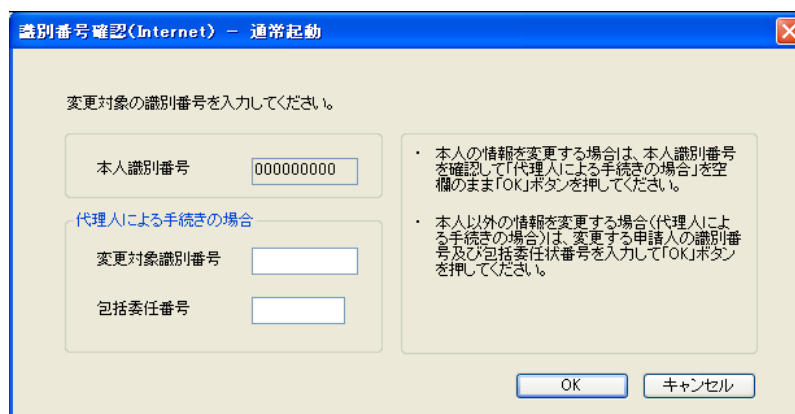 識別番号確認(Internet) － 通常起動
変更対象の識別番号を入力してください。
本人識別番号
000000000
代理人による手続きの場合
変更対象識別番号
包括委任番号
・ 本人の情報を変更する場合は、本人識別番号
を確認して「代理人による手続きの場合」を空
欄のまま「OK」ボタンを押してください。
・ 本人以外の情報を変更する場合(代理人によ
る手続きの場合)は、変更する申請人の識別番
号及び包括委任状番号を入力して「OK」ボタン
を押してください。
OK
キャンセル